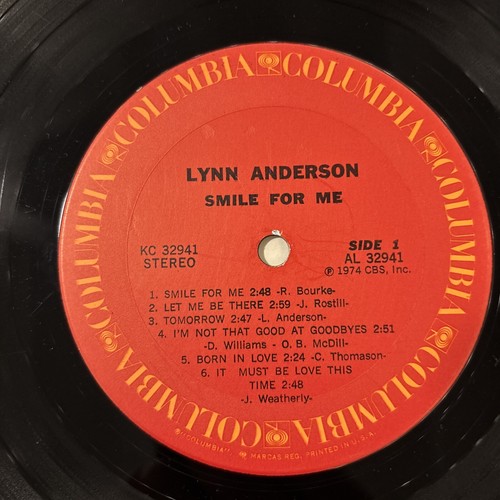 COLUMBIA COLUMBIA COLUMBIA COLUMBIA COLUMBIA COLUMBIA
LYNN ANDERSON
SMILE FOR ME
KC 32941
STEREO
SIDE 1
AL 32941
℗ 1974 CBS, Inc.
1. SMILE FOR ME 2:48 -R. Bourke-
2. LET ME BE THERE 2:59 -J. Rostill-
3. TOMORROW 2:47 -L. Anderson-
4. I'M NOT THAT GOOD AT GOODBYES 2:51
-D. Williams - O. B. McDill-
5. BORN IN LOVE 2:24 -C. Thomason-
6. IT MUST BE LOVE THIS
TIME 2:48
-J. Weatherly-
® "COLUMBIA", MARCAS REG. PRINTED IN U.S.A.